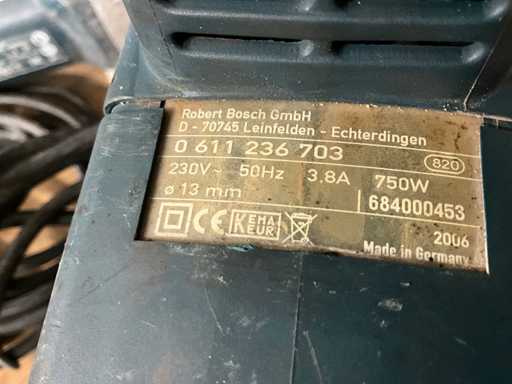 Robert Bosch GmbH
D - 70745 Leinfelden - Echterdingen
0 611 236 703 820
230V~ 50Hz 3.8A 750W
ø 13 mm 684000453
CE KEMA KEUR 2006
Made in Germany